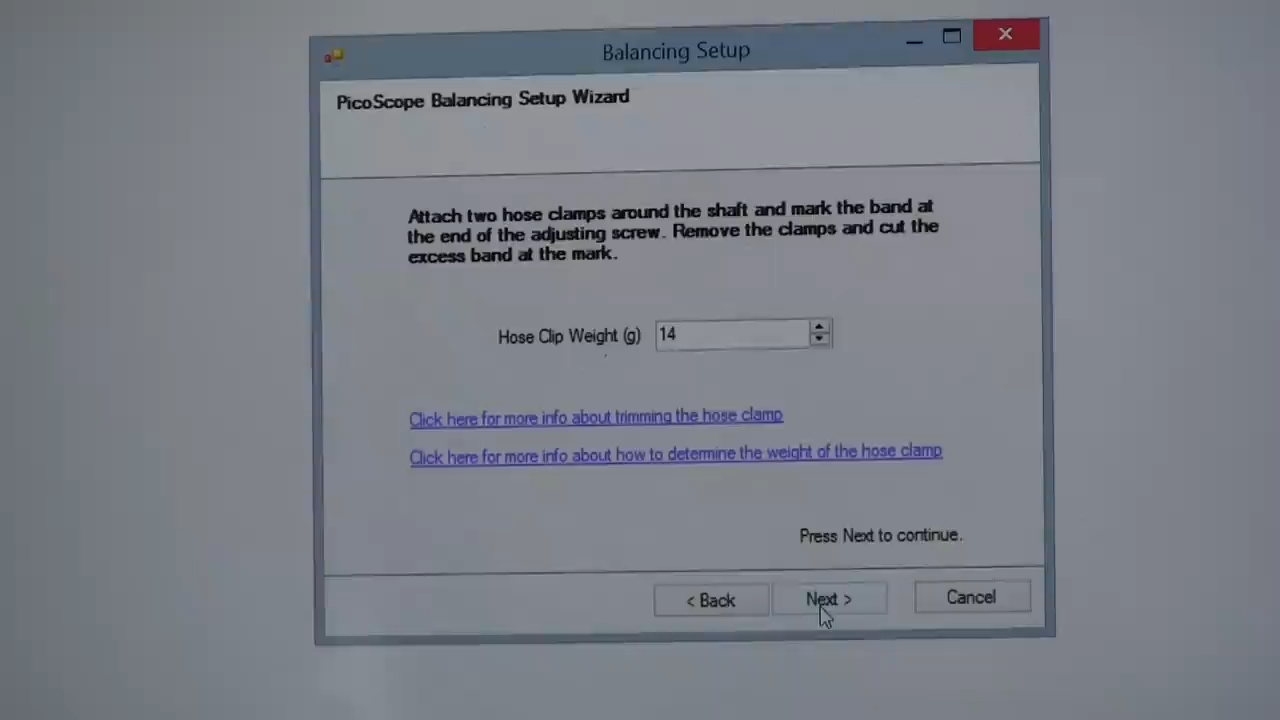 Balancing Setup
PicoScope Balancing Setup Wizard
Attach two hose clamps around the shaft and mark the band at
the end of the adjusting screw. Remove the clamps and cut the
excess band at the mark.
Hose Clip Weight (g) 14
Click here for more info about trimming the hose clamp
Click here for more info about how to determine the weight of the hose clamp
Press Next to continue.
< Back Next > Cancel